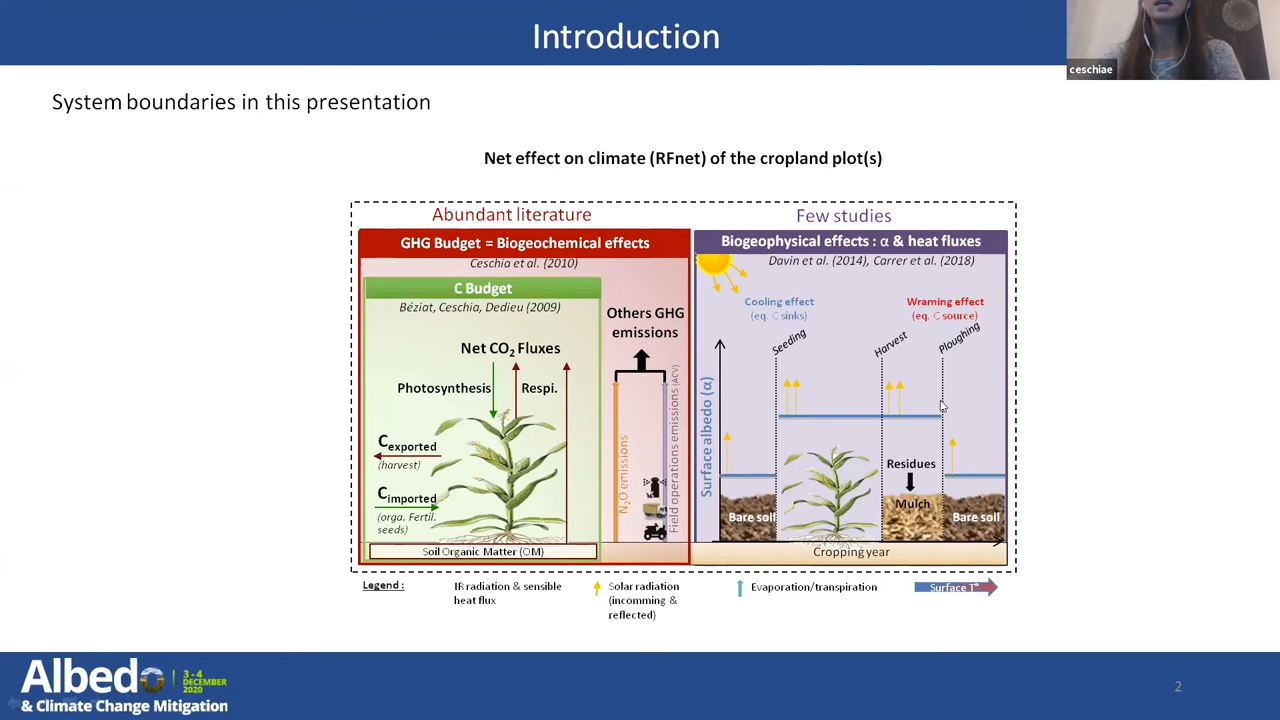 Introduction
ceschiae
System boundaries in this presentation
Net effect on climate (RFnet) of the cropland plot(s)
Abundant literature
Few studies
GHG Budget = Biogeochemical effects
Ceschia et al. (2010)
C Budget
Béziat, Ceschia, Dedieu (2009)
Net CO2 Fluxes
Photosynthesis
Respi.
Cexported
(harvest)
Cimported
(orga. Fertil.
seeds)
Soil Organic Matter (OM)
Others GHG
emissions
N2O emissions
Field operations emissions (ACV)
Biogeophysical effects : α & heat fluxes
Davin et al. (2014), Carrer et al. (2018)
Cooling effect
(eq. C sinks)
Wraming effect
(eq. C source)
Seeding
Harvest
Ploughing
Surface albedo (α)
Residues
Mulch
Bare soil
Bare soil
Cropping year
Legend :
IR radiation & sensible
heat flux
Solar radiation
(incomming &
reflected)
Evaporation/transpiration
Surface T°
Albedo
3-4
DECEMBER
2020
& Climate Change Mitigation
2